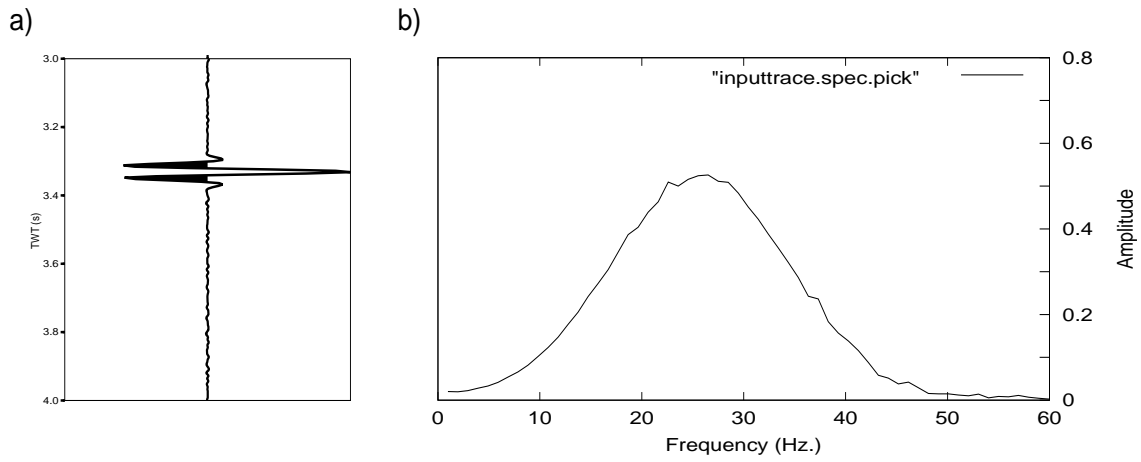 a)
3.0
3.2
3.4
3.6
3.8
4.0
TWT (s)
b)
"inputtrace.spec.pick"
0.8
0.6
0.4
0.2
0
Amplitude
0 10 20 30 40 50 60
Frequency (Hz.)